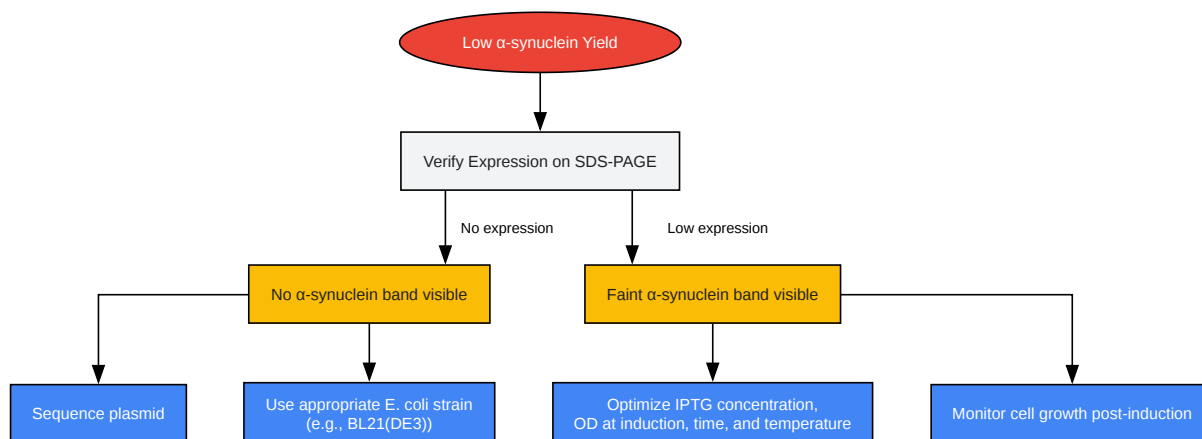 Low α-synuclein Yield
Verify Expression on SDS-PAGE
No expression
Low expression
No α-synuclein band visible
Faint α-synuclein band visible
Sequence plasmid
Use appropriate E. coli strain
(e.g., BL21(DE3))
Optimize IPTG concentration,
OD at induction, time, and temperature
Monitor cell growth post-induction